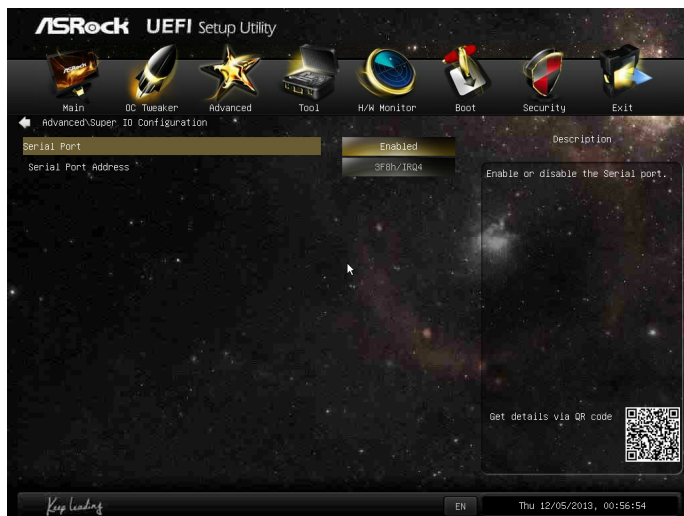 ASRock UEFI Setup Utility
ASRock
Main OC Tweaker Advanced Tool H/W Monitor Boot Security Exit
Advanced\Super IO Configuration
Description
Serial Port Enabled
Serial Port Address 3F8h/IRQ4
Enable or disable the Serial port.
Get details via QR code
Keep Leading
EN
Thu 12/05/2013, 00:56:54